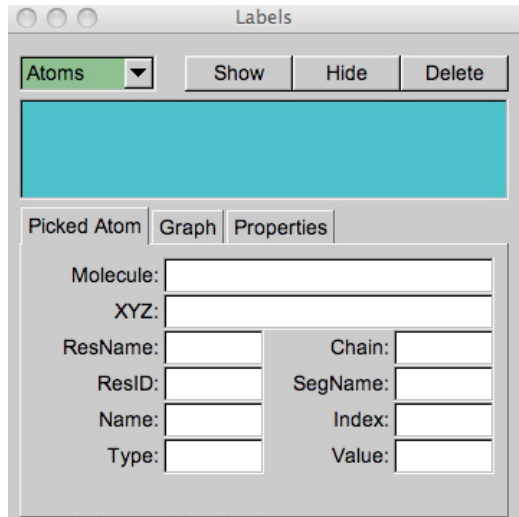 Labels
Atoms Show Hide Delete
Picked Atom Graph Properties
Molecule:
XYZ:
ResName: Chain:
ResID: SegName:
Name: Index:
Type: Value: